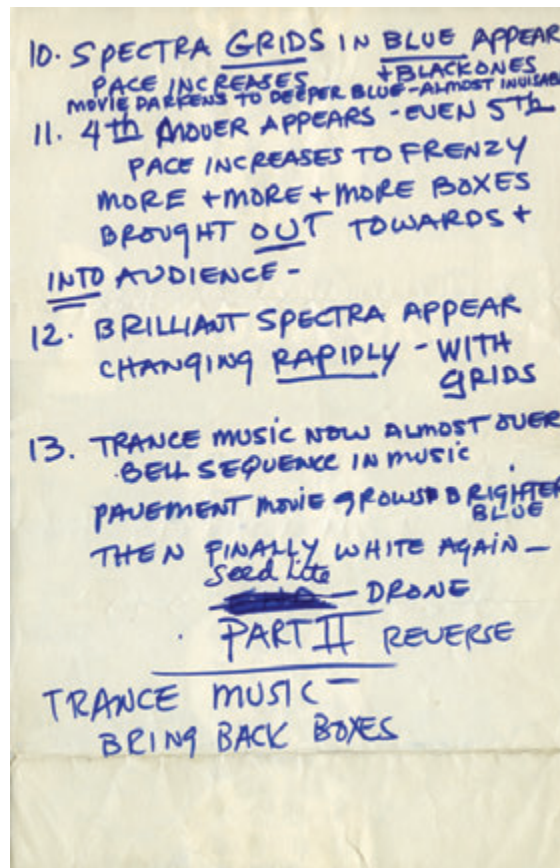 10. SPECTRA GRIDS IN BLUE APPEAR
+ BLACK ONES
PACE INCREASES
MOVIE DARKENS TO DEEPER BLUE - ALMOST INVISABL
11. 4th MOVER APPEARS - EVEN 5Th
PACE INCREASES TO FRENZY
MORE + MORE + MORE BOXES
BROUGHT OUT TOWARDS +
INTO AUDIENCE -
12. BRILLIANT SPECTRA APPEAR
CHANGING RAPIDLY - WITH
GRIDS
13. TRANCE MUSIC NOW ALMOST OVER
BELL SEQUENCE IN MUSIC
PAVEMENT MOVIE GROWS BRIGHTER
BLUE
THEN FINALLY WHITE AGAIN -
Seed
- DRONE
PART II REVERSE
TRANCE MUSIC -
BRING BACK BOXES